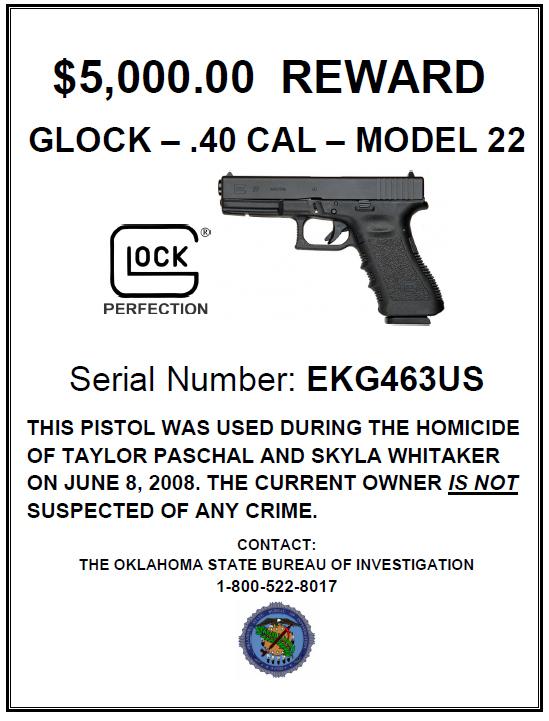 $5,000.00 REWARD
GLOCK – .40 CAL – MODEL 22
GLOCK®
PERFECTION
Serial Number: EKG463US
THIS PISTOL WAS USED DURING THE HOMICIDE
OF TAYLOR PASCHAL AND SKYLA WHITAKER
ON JUNE 8, 2008. THE CURRENT OWNER IS NOT
SUSPECTED OF ANY CRIME.
CONTACT:
THE OKLAHOMA STATE BUREAU OF INVESTIGATION
1-800-522-8017